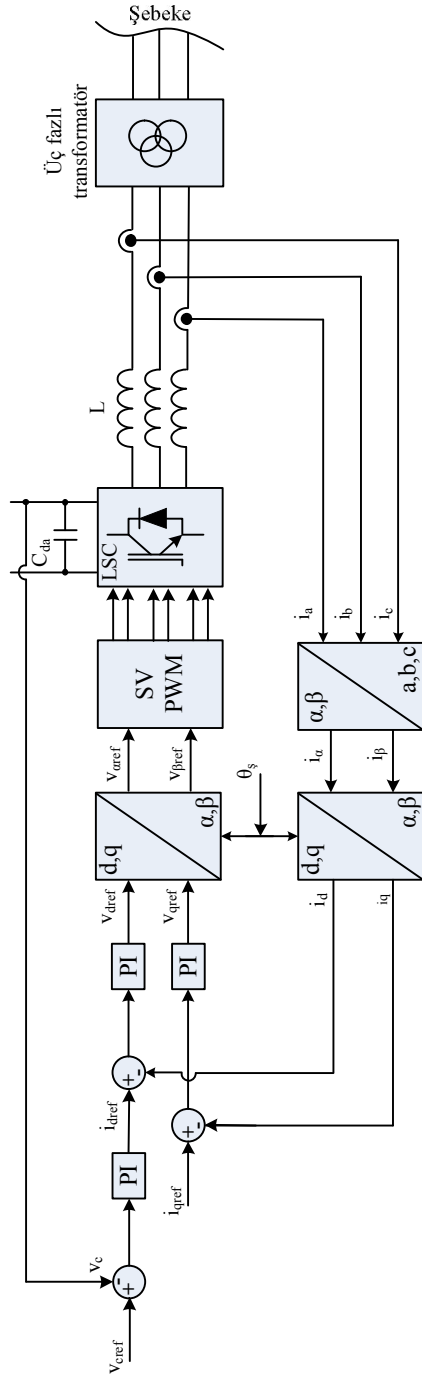 v_cref
+
-
v_c
PI
i_dref
+
-
PI
v_dref
i_qref
+
-
PI
v_qref
d,q
α,β
v_αref
v_βref
SV
PWM
LSC
C_da
L
Üç fazlı
transformatör
Şebeke
θ_ş
d,q
α,β
i_d
i_q
i_α
i_β
α,β
a,b,c
i_a
i_b
i_c